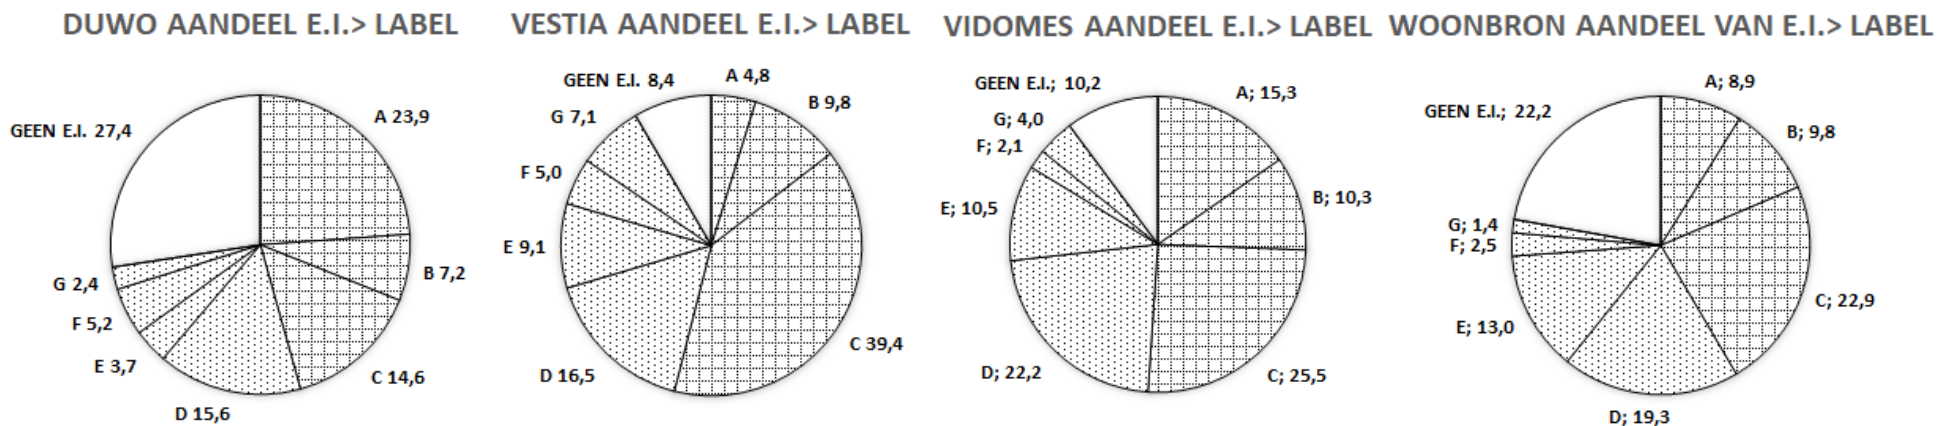 DUWO AANDEEL E.I.> LABEL
A 23,9
B 7,2
C 14,6
D 15,6
E 3,7
F 5,2
G 2,4
GEEN E.I. 27,4
VESTIA AANDEEL E.I.> LABEL
A 4,8
B 9,8
C 39,4
D 16,5
E 9,1
F 5,0
G 7,1
GEEN E.I. 8,4
VIDOMES AANDEEL E.I.> LABEL
A; 15,3
B; 10,3
C; 25,5
D; 22,2
E; 10,5
F; 2,1
G; 4,0
GEEN E.I.; 10,2
WOONBRON AANDEEL VAN E.I.> LABEL
A; 8,9
B; 9,8
C; 22,9
D; 19,3
E; 13,0
F; 2,5
G; 1,4
GEEN E.I.; 22,2